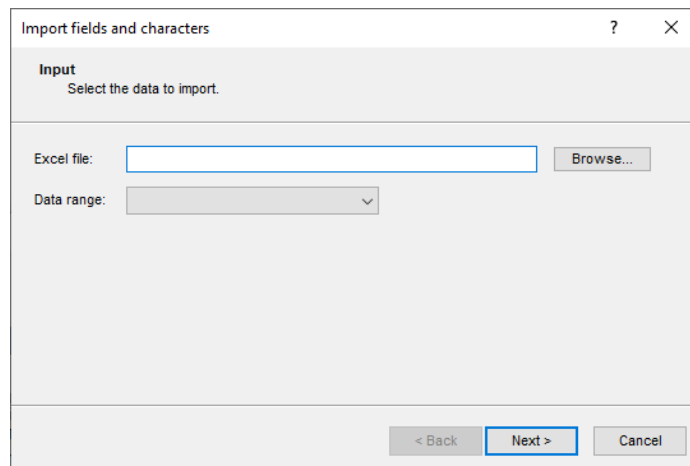 Import fields and characters ?
Input
Select the data to import.
Excel file: Browse...
Data range:
< Back Next > Cancel